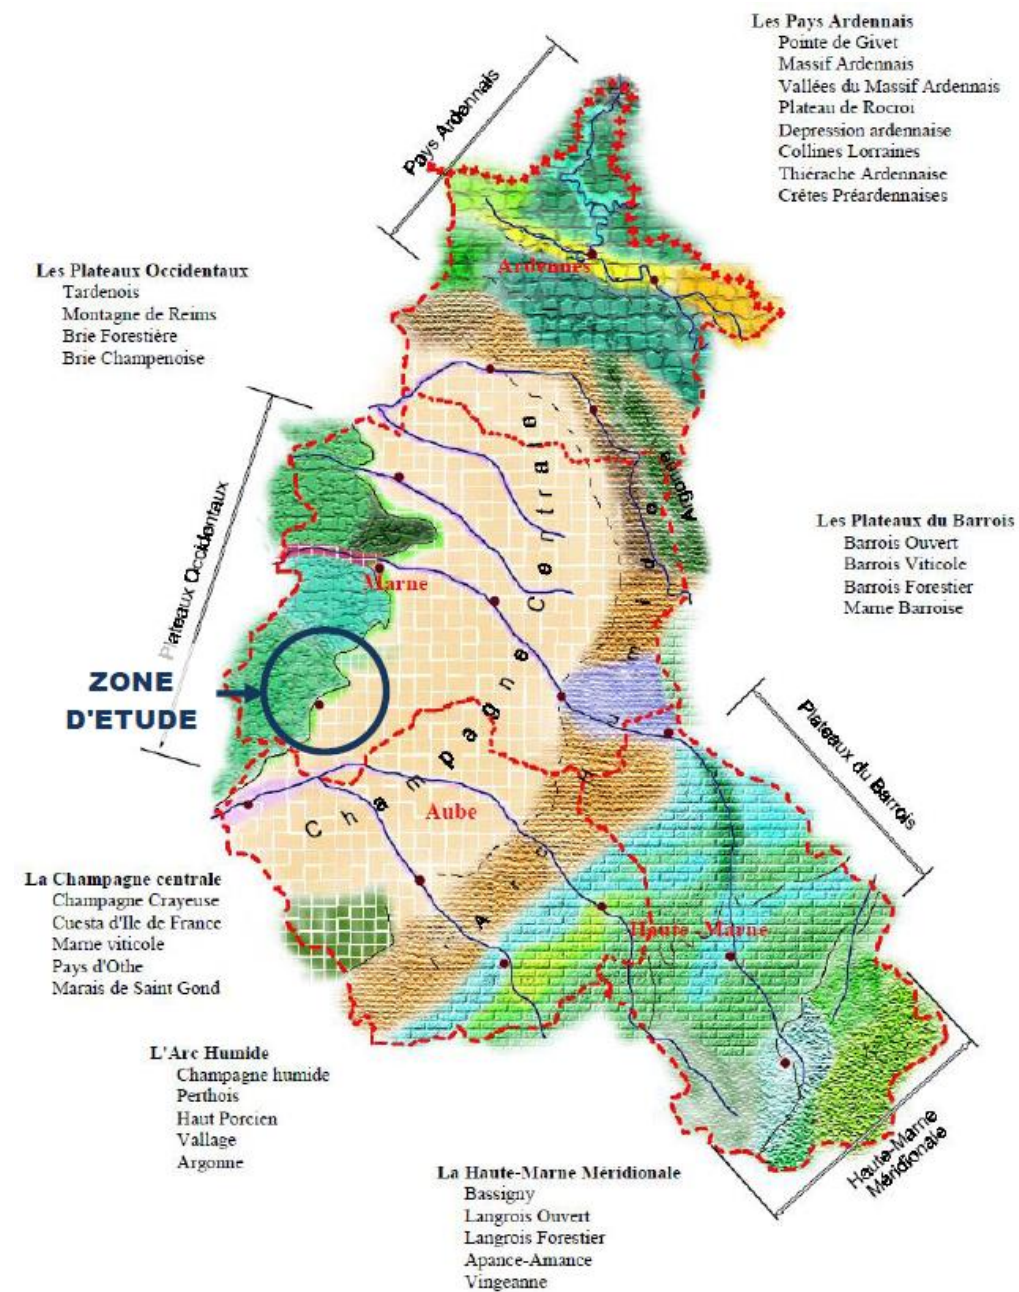 Les Pays Ardennais
Pointe de Givet
Massif Ardennais
Vallées du Massif Ardennais
Plateau de Rocroi
Depression ardennaise
Collines Lorraines
Thiérache Ardennaise
Crêtes Préardennaises
Pays Ardennais
Les Plateaux Occidentaux
Tardenois
Montagne de Reims
Brie Forestière
Brie Champenoise
Ardennes
Plateaux Occidentaux
Argonne
Les Plateaux du Barrois
Barrois Ouvert
Barrois Viticole
Barrois Forestier
Marne Barroise
Marne
ZONE
D'ETUDE
Champagne Centrale
Arc Humide
Plateaux du Barrois
Aube
Haute-Marne
La Champagne centrale
Champagne Crayeuse
Cuesta d'Ile de France
Marne viticole
Pays d'Othe
Marais de Saint Gond
L'Arc Humide
Champagne humide
Perthois
Haut Porcien
Vallage
Argonne
Haute-Marne
Méridionale
La Haute-Marne Méridionale
Bassigny
Langrois Ouvert
Langrois Forestier
Apance-Amance
Vingeanne